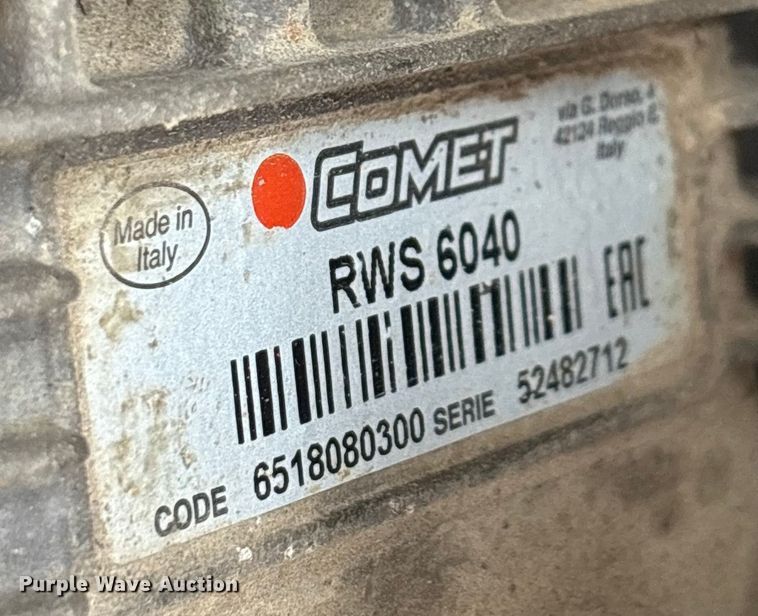 via G. Dorso, 4
42124 Reggio E.
Italy
COMET
Made in
Italy
RWS 6040
EAC
CODE 6518080300 SERIE 52482712
Purple Wave Auction